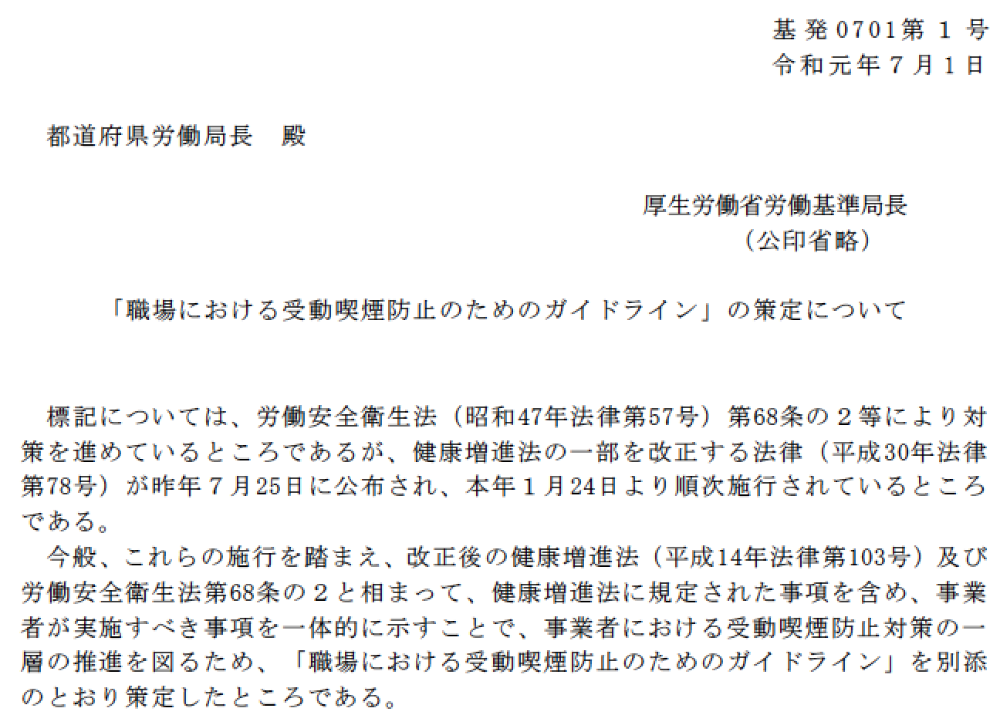 基発0701第１号
令和元年７月１日
都道府県労働局長　殿
厚生労働省労働基準局長
（公印省略）
「職場における受動喫煙防止のためのガイドライン」の策定について
標記については、労働安全衛生法（昭和47年法律第57号）第68条の２等により対
策を進めているところであるが、健康増進法の一部を改正する法律（平成30年法律
第78号）が昨年７月25日に公布され、本年１月24日より順次施行されているところ
である。
今般、これらの施行を踏まえ、改正後の健康増進法（平成14年法律第103号）及び
労働安全衛生法第68条の２と相まって、健康増進法に規定された事項を含め、事業
者が実施すべき事項を一体的に示すことで、事業者における受動喫煙防止対策の一
層の推進を図るため、「職場における受動喫煙防止のためのガイドライン」を別添
のとおり策定したところである。